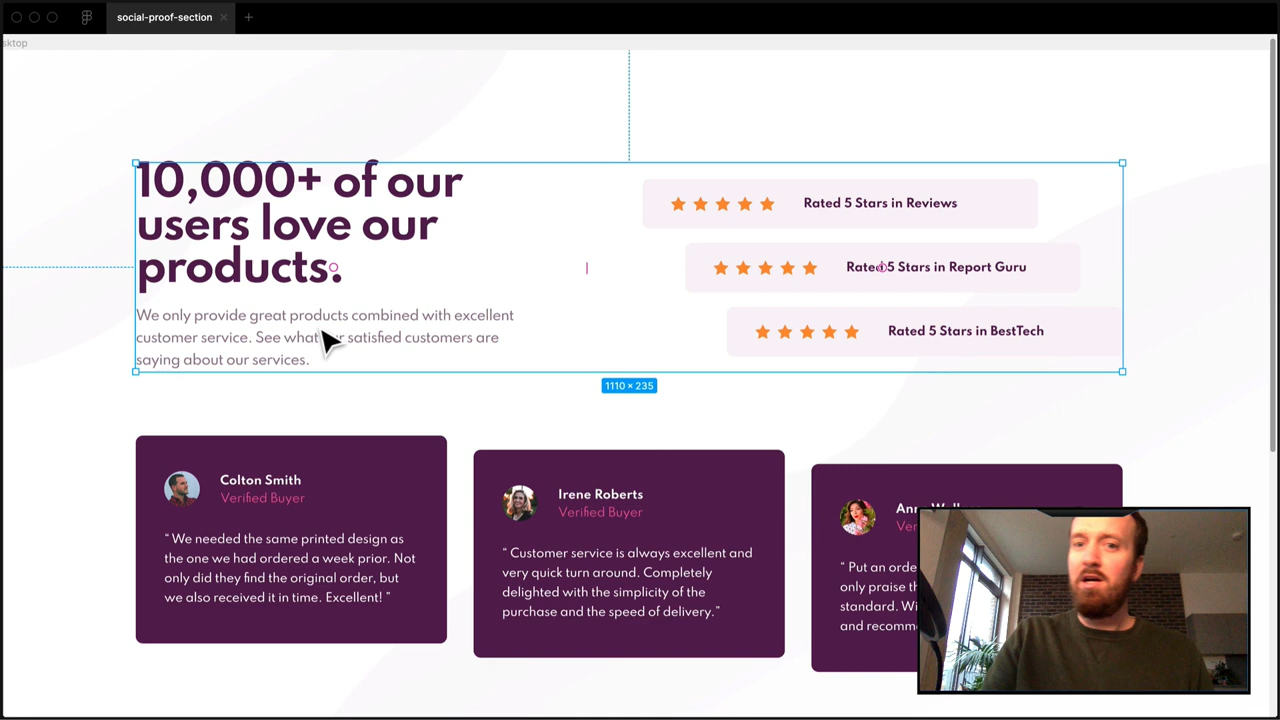 social-proof-section
sktop
10,000+ of our
users love our
products.
We only provide great products combined with excellent
customer service. See what our satisfied customers are
saying about our services.
Rated 5 Stars in Reviews
Rated 5 Stars in Report Guru
Rated 5 Stars in BestTech
1110 × 235
Colton Smith
Verified Buyer
“ We needed the same printed design as
the one we had ordered a week prior. Not
only did they find the original order, but
we also received it in time. Excellent! ”
Irene Roberts
Verified Buyer
“ Customer service is always excellent and
very quick turn around. Completely
delighted with the simplicity of the
purchase and the speed of delivery.”
“ Put an orde
only praise th
standard. Wi
and recomm